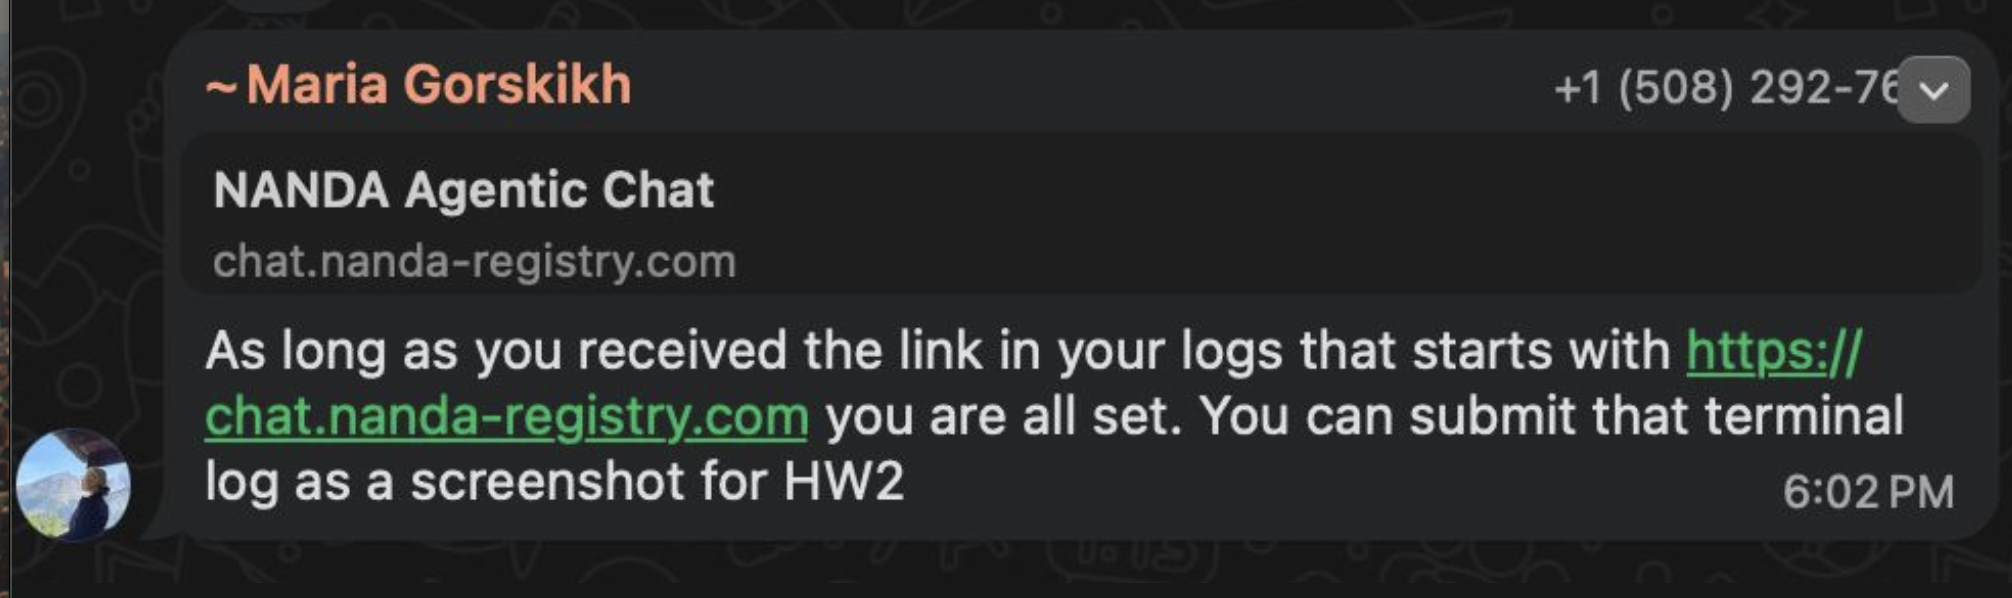 ~Maria Gorskikh +1 (508) 292-76
NANDA Agentic Chat
chat.nanda-registry.com
As long as you received the link in your logs that starts with https://
chat.nanda-registry.com you are all set. You can submit that terminal
log as a screenshot for HW2
6:02 PM